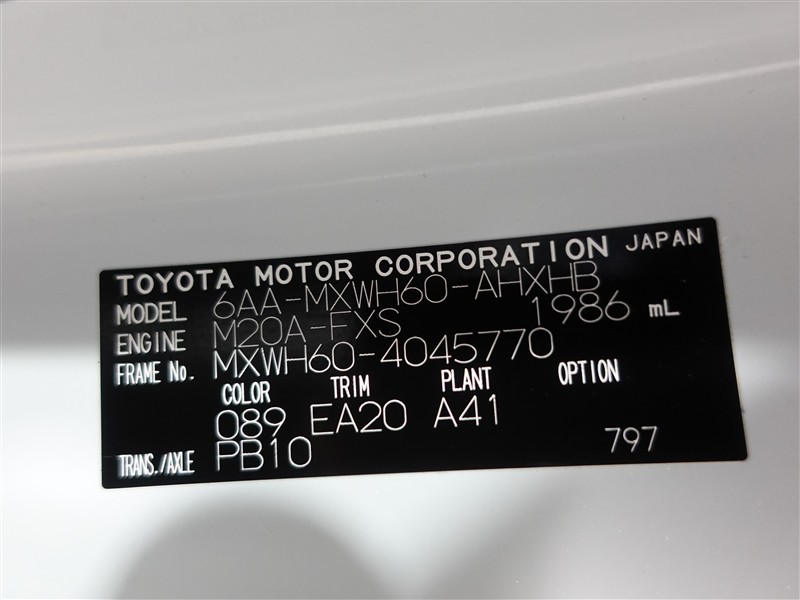 TOYOTA MOTOR CORPORATION JAPAN
MODEL 6AA-MXWH60-AHXHB
ENGINE M20A-FXS 1986 mL
FRAME No. MXWH60-4045770
COLOR TRIM PLANT OPTION
089 EA20 A41
TRANS./AXLE PB10 797